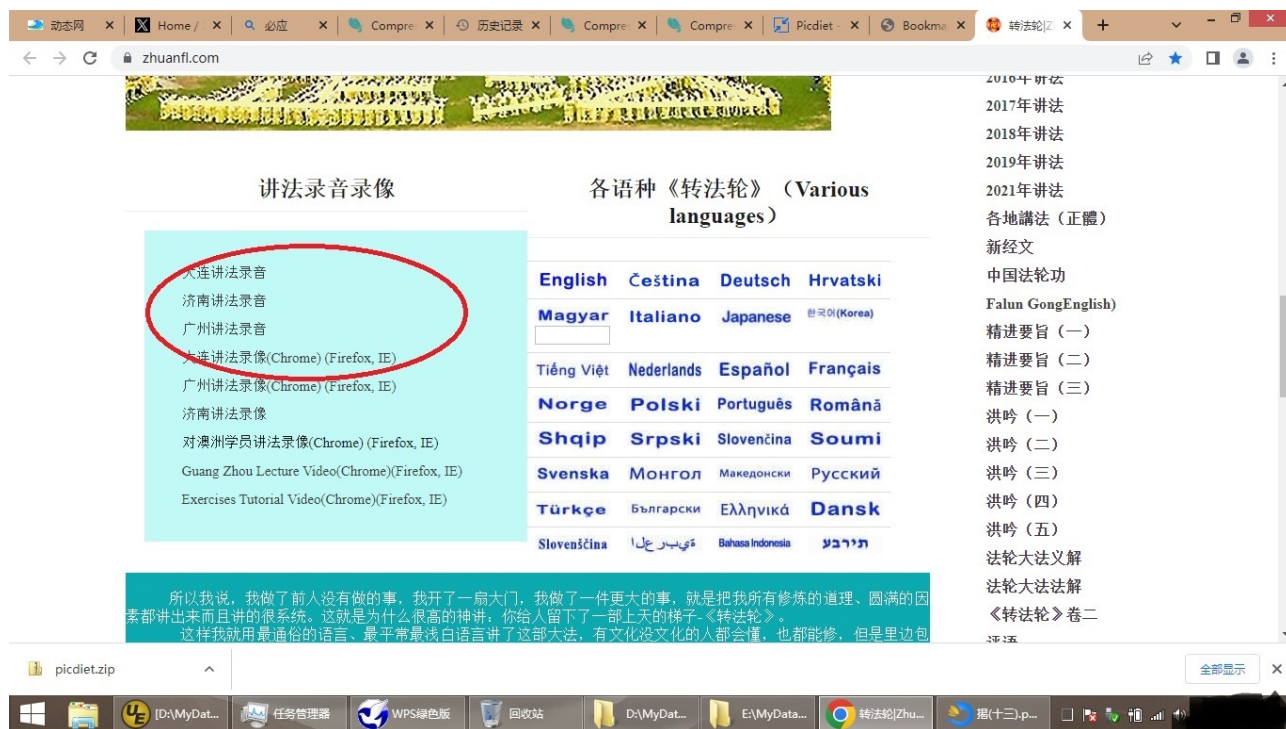 动态网
Home /
必应
Compre
历史记录
Compre
Compre
Picdiet -
Bookma
转法轮|Z
zhuanfl.com
讲法录音录像
大连讲法录音
济南讲法录音
广州讲法录音
大连讲法录像(Chrome) (Firefox, IE)
广州讲法录像(Chrome) (Firefox, IE)
济南讲法录像
对澳洲学员讲法录像(Chrome) (Firefox, IE)
Guang Zhou Lecture Video(Chrome)(Firefox, IE)
Exercises Tutorial Video(Chrome)(Firefox, IE)
各语种《转法轮》（Various
languages）
English Čeština Deutsch Hrvatski
Magyar Italiano Japanese 한국어(Korea)
Tiếng Việt Nederlands Español Français
Norge Polski Português Română
Shqip Srpski Slovenčina Soumi
Svenska Монгол Македонски Русский
Türkçe Български Ελληνικά Dansk
Slovenščina Bahasa Indonesia
2016年讲法
2017年讲法
2018年讲法
2019年讲法
2021年讲法
各地講法（正體）
新经文
中国法轮功
Falun GongEnglish)
精进要旨（一）
精进要旨（二）
精进要旨（三）
洪吟（一）
洪吟（二）
洪吟（三）
洪吟（四）
洪吟（五）
法轮大法义解
法轮大法法解
《转法轮》卷二
评语
所以我说，我做了前人没有做的事，我开了一扇大门，我做了一件更大的事，就是把我所有修炼的道理、圆满的因
素都讲出来而且讲的很系统。这就是为什么很高的神讲：你给人留下了一部上天的梯子-《转法轮》。
这样我就用最通俗的语言、最平常最浅白语言讲了这部大法，有文化没文化的人都会懂，也都能修，但是里边包
picdiet.zip
全部显示
[D:\MyDat...
任务管理器
WPS绿色版
回收站
D:\MyDat...
E:\MyData...
转法轮|Zhu...
揭(十三).p...